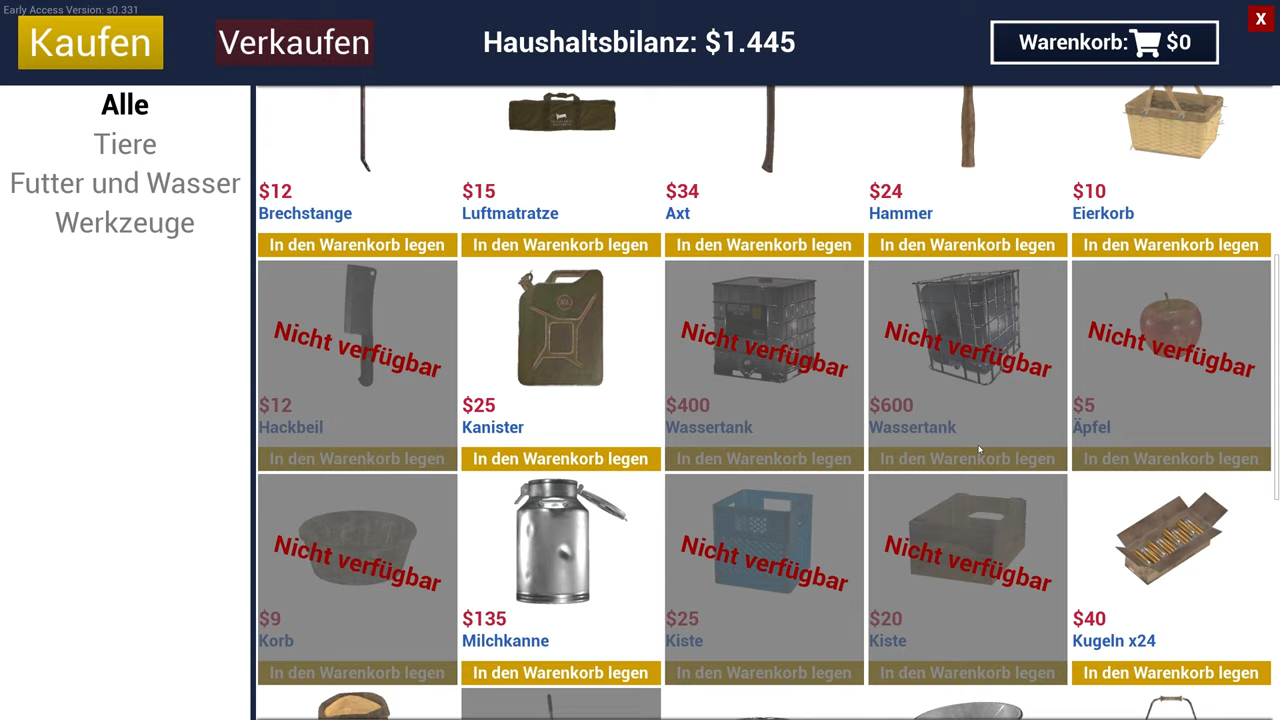 Early Access Version: s0.331
Kaufen
Verkaufen
Haushaltsbilanz: $1.445
Warenkorb: $0
X
Alle
Tiere
Futter und Wasser
Werkzeuge
$12
Brechstange
In den Warenkorb legen
$15
Luftmatratze
In den Warenkorb legen
$34
Axt
In den Warenkorb legen
$24
Hammer
In den Warenkorb legen
$10
Eierkorb
In den Warenkorb legen
Nicht verfügbar
$12
Hackbeil
In den Warenkorb legen
$25
Kanister
In den Warenkorb legen
Nicht verfügbar
$400
Wassertank
In den Warenkorb legen
Nicht verfügbar
$600
Wassertank
In den Warenkorb legen
Nicht verfügbar
$5
Äpfel
In den Warenkorb legen
Nicht verfügbar
$9
Korb
In den Warenkorb legen
$135
Milchkanne
In den Warenkorb legen
Nicht verfügbar
$25
Kiste
In den Warenkorb legen
Nicht verfügbar
$20
Kiste
In den Warenkorb legen
$40
Kugeln x24
In den Warenkorb legen